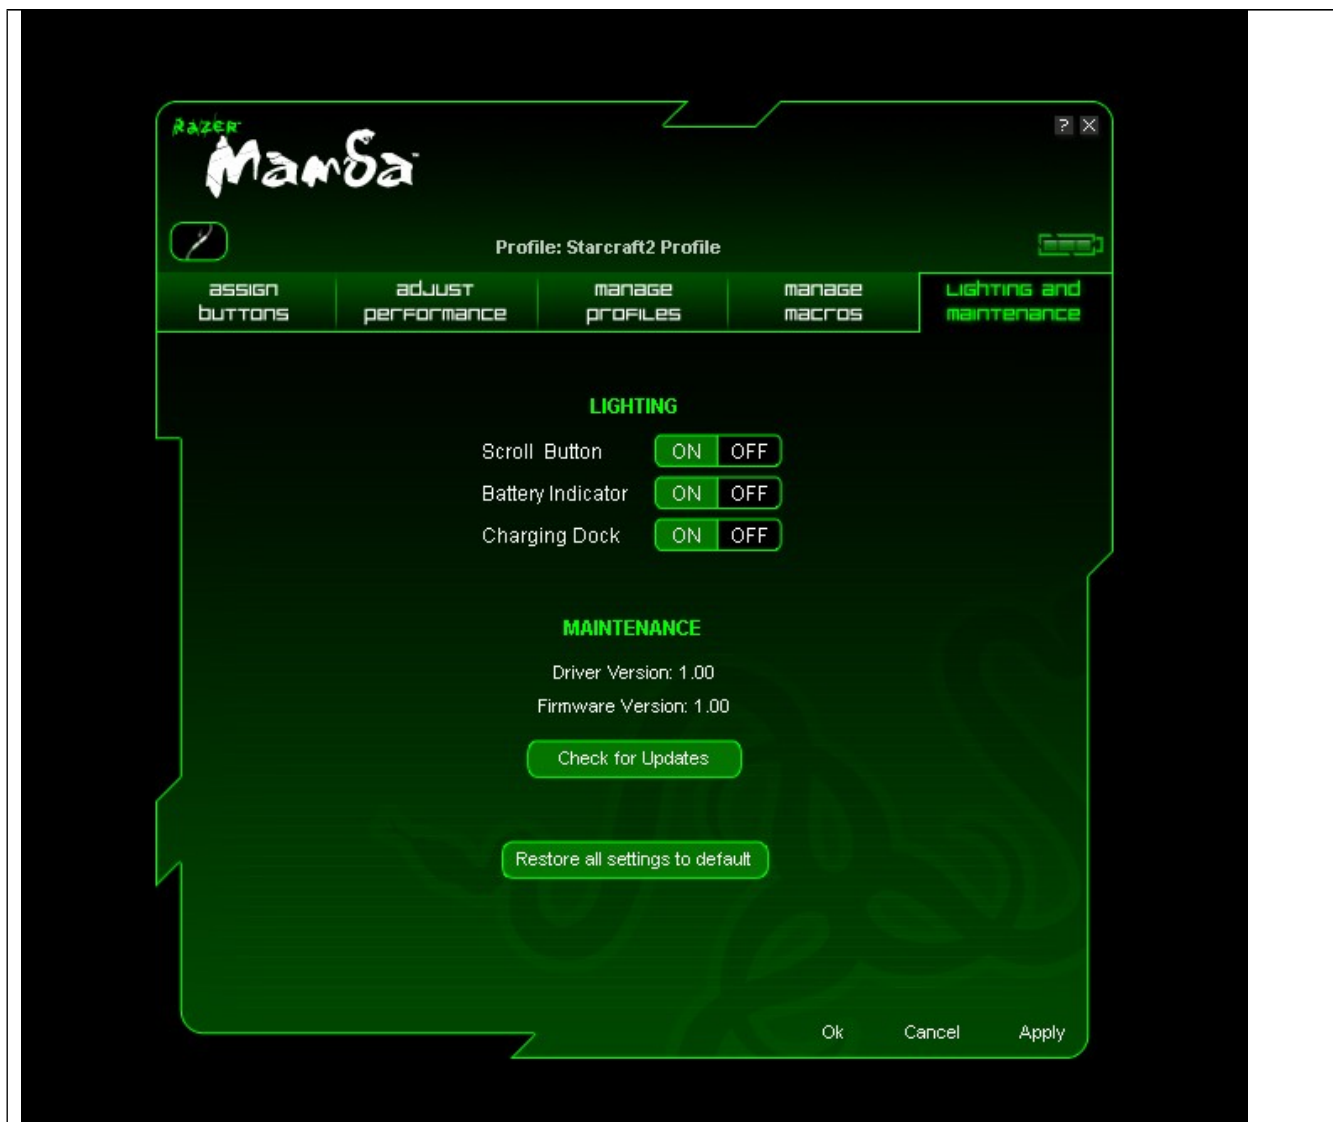 RAZER
Mamba™
? X
Profile: Starcraft2 Profile
assign buttons
adjust performance
manage profiles
manage macros
Lighting and maintenance
LIGHTING
Scroll Button ON OFF
Battery Indicator ON OFF
Charging Dock ON OFF
MAINTENANCE
Driver Version: 1.00
Firmware Version: 1.00
Check for Updates
Restore all settings to default
Ok Cancel Apply